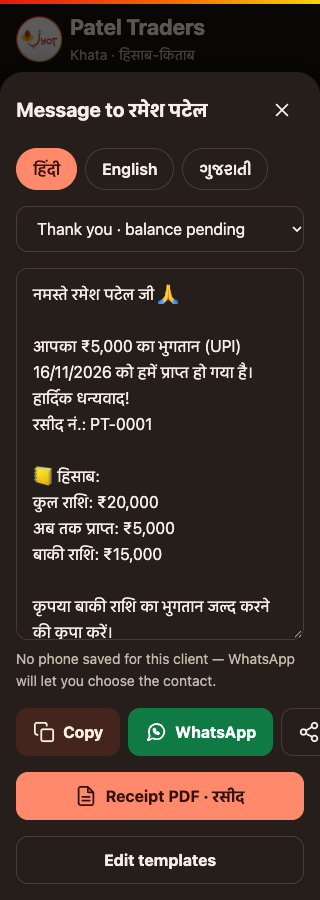 Jyot
Patel Traders
Khata · हिसाब-किताब
Message to रमेश पटेल
हिंदी
English
ગુજરાતી
Thank you · balance pending
नमस्ते रमेश पटेल जी 🙏
आपका ₹5,000 का भुगतान (UPI)
16/11/2026 को हमें प्राप्त हो गया है।
हार्दिक धन्यवाद!
रसीद नं.: PT-0001
📒 हिसाब:
कुल राशि: ₹20,000
अब तक प्राप्त: ₹5,000
बाकी राशि: ₹15,000
कृपया बाकी राशि का भुगतान जल्द करने
की कृपा करें।
No phone saved for this client — WhatsApp
will let you choose the contact.
Copy
WhatsApp
Receipt PDF · रसीद
Edit templates